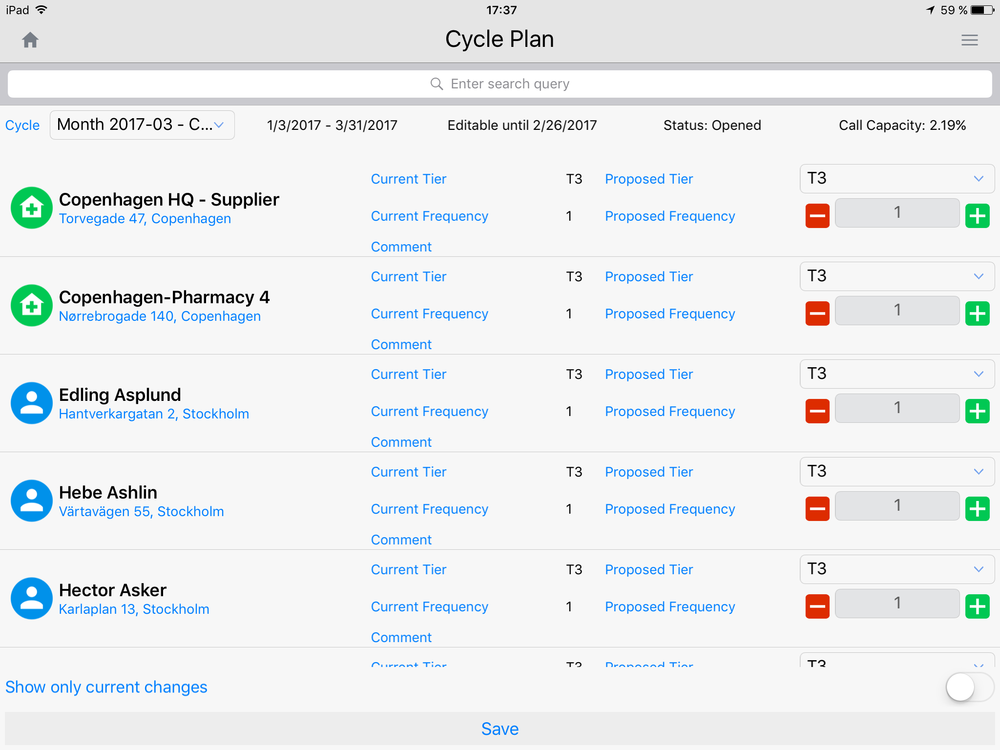 iPad 17:37 59 %
Cycle Plan
Enter search query
Cycle Month 2017-03 - C... 1/3/2017 - 3/31/2017 Editable until 2/26/2017 Status: Opened Call Capacity: 2.19%
Current Tier T3 Proposed Tier T3
Copenhagen HQ - Supplier
Torvegade 47, Copenhagen
Current Frequency 1 Proposed Frequency 1
Comment
Current Tier T3 Proposed Tier T3
Copenhagen-Pharmacy 4
Nørrebrogade 140, Copenhagen
Current Frequency 1 Proposed Frequency 1
Comment
Current Tier T3 Proposed Tier T3
Edling Asplund
Hantverkargatan 2, Stockholm
Current Frequency 1 Proposed Frequency 1
Comment
Current Tier T3 Proposed Tier T3
Hebe Ashlin
Värtavägen 55, Stockholm
Current Frequency 1 Proposed Frequency 1
Comment
Current Tier T3 Proposed Tier T3
Hector Asker
Karlaplan 13, Stockholm
Current Frequency 1 Proposed Frequency 1
Comment
Current Tier T3 Proposed Tier T3
Show only current changes
Save